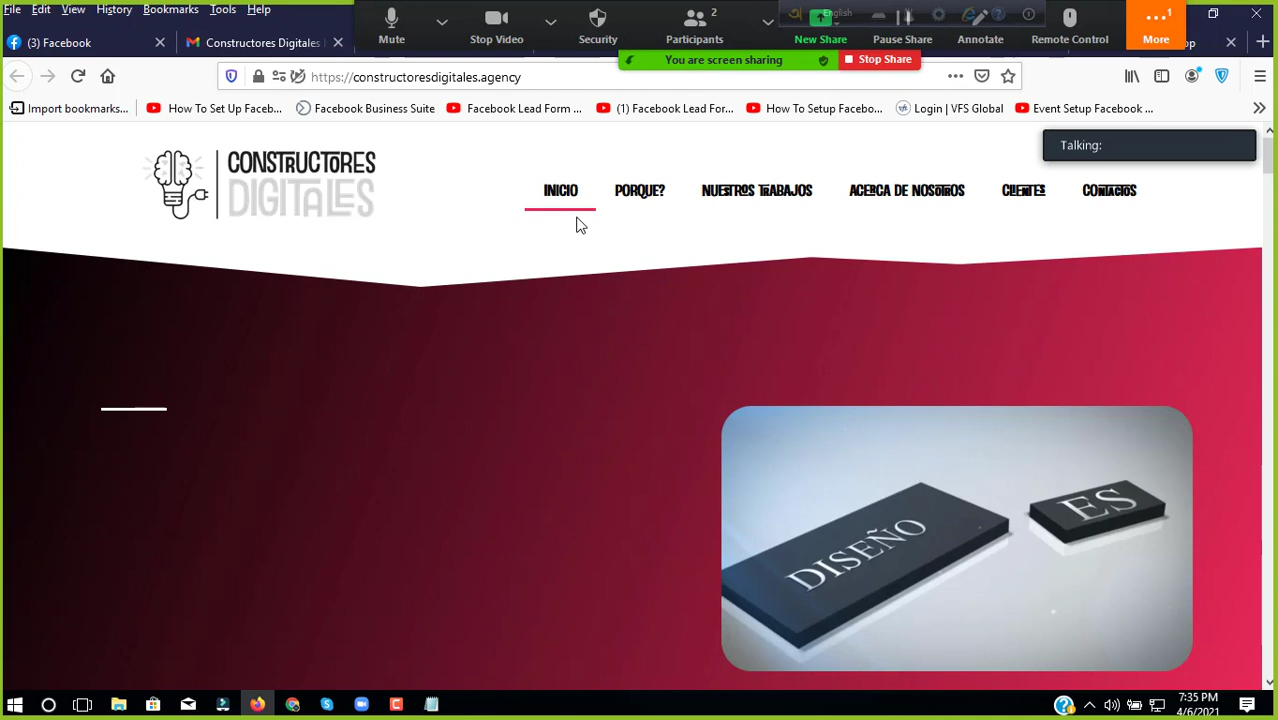 File Edit View History Bookmarks Tools Help
Mute Stop Video Security Participants 2 New Share Pause Share Annotate Remote Control More 1
English
(3) Facebook
Constructores Digitales
You are screen sharing Stop Share
https://constructoresdigitales.agency
Import bookmarks...
How To Set Up Faceb...
Facebook Business Suite
Facebook Lead Form ...
(1) Facebook Lead For...
How To Setup Facebo...
Login | VFS Global
Event Setup Facebook ...
Talking:
CONSTRUCTORES
DIGITALES
INICIO PORQUE? NUESTROS TRABAJOS ACERCA DE NOSOTROS CLIENTES CONTACTOS
DISEÑO
ES
7:35 PM
4/6/2021